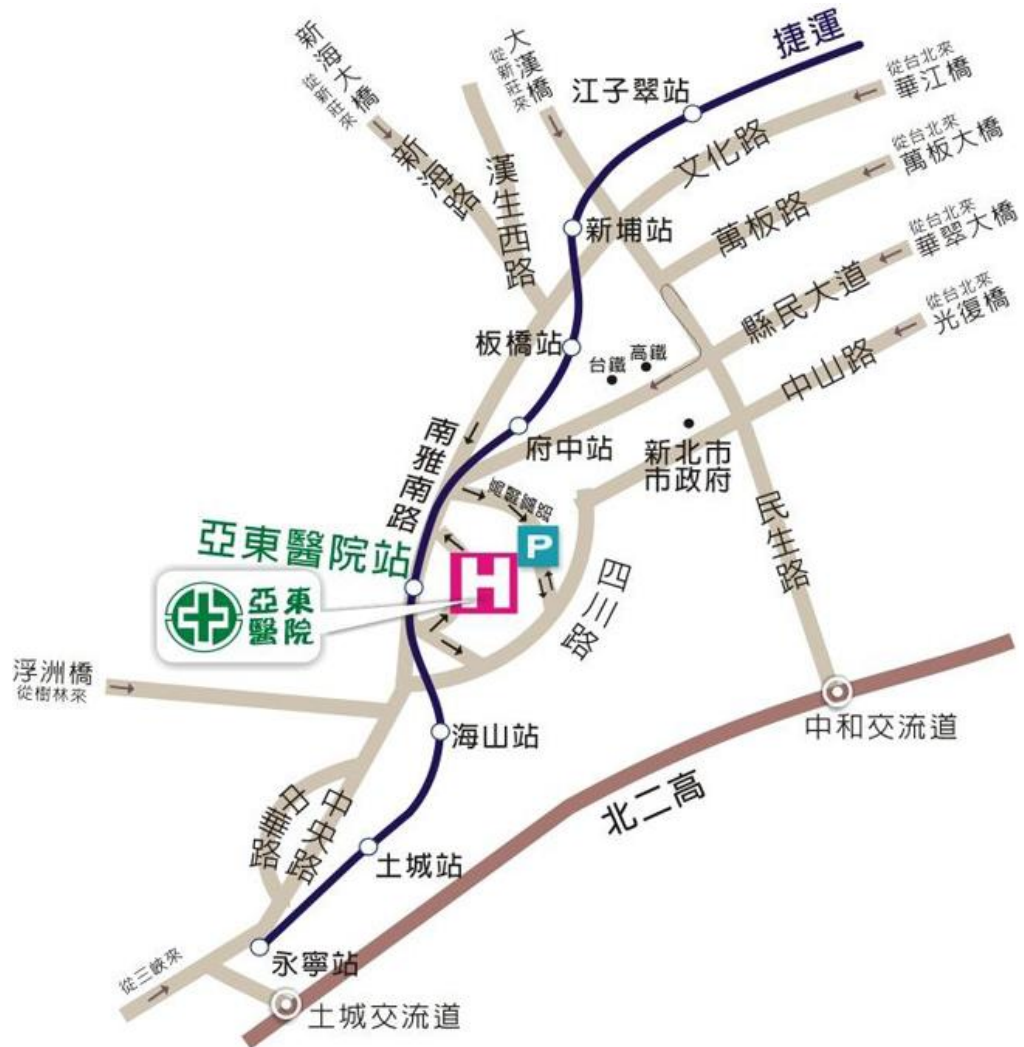 捷運
新海大橋
從新莊來
大漢橋
從新莊來
江子翠站
從台北來
華江橋
新海路
漢生西路
文化路
從台北來
萬板大橋
萬板路
新埔站
從台北來
華翠大橋
縣民大道
從台北來
光復橋
中山路
板橋站
台鐵
高鐵
南雅南路
府中站
新北市
市政府
高爾富路
民生路
亞東醫院站
P
H
四川路
亞東
醫院
浮洲橋
從樹林來
海山站
中和交流道
北二高
中華路
中央路
土城站
永寧站
從三峽來
土城交流道